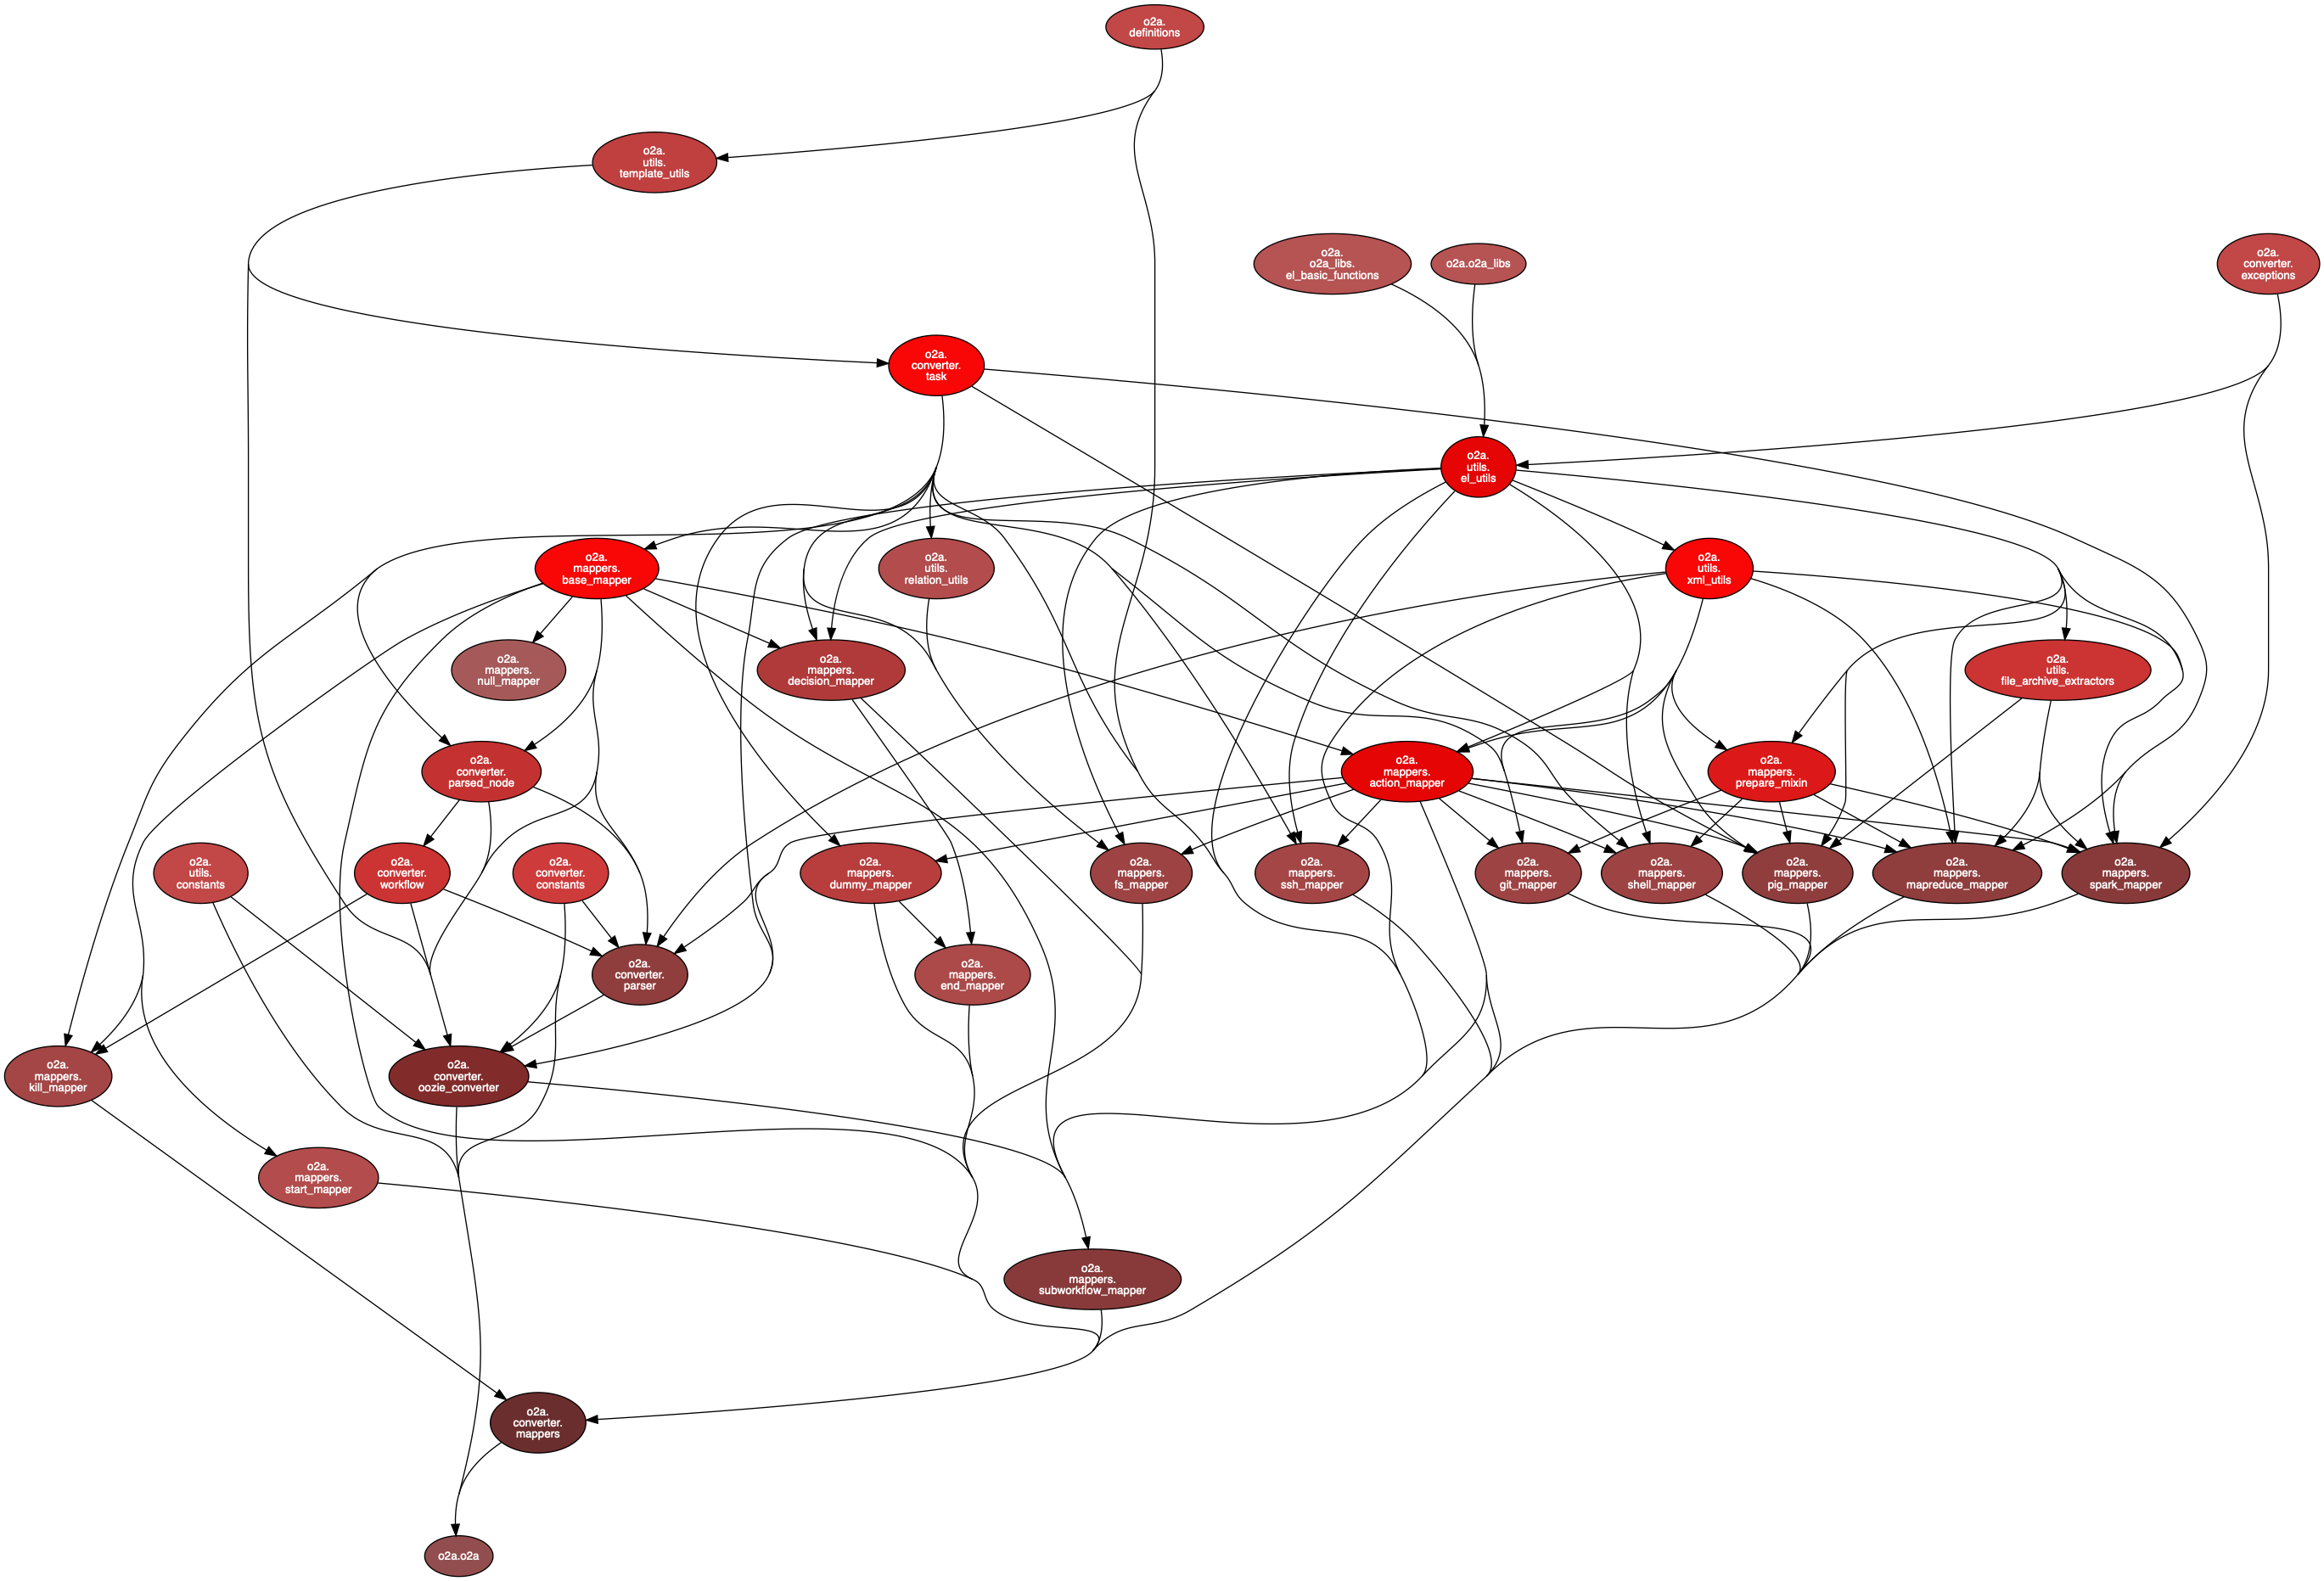 o2a.
definitions
o2a.
utils.
template_utils
o2a.
o2a_libs.
el_basic_functions
o2a.o2a_libs
o2a.
converter.
exceptions
o2a.
converter.
task
o2a.
utils.
el_utils
o2a.
mappers.
base_mapper
o2a.
utils.
relation_utils
o2a.
utils.
xml_utils
o2a.
mappers.
null_mapper
o2a.
mappers.
decision_mapper
o2a.
utils.
file_archive_extractors
o2a.
converter.
parsed_node
o2a.
mappers.
action_mapper
o2a.
mappers.
prepare_mixin
o2a.
utils.
constants
o2a.
converter.
workflow
o2a.
converter.
constants
o2a.
mappers.
dummy_mapper
o2a.
mappers.
fs_mapper
o2a.
mappers.
ssh_mapper
o2a.
mappers.
git_mapper
o2a.
mappers.
shell_mapper
o2a.
mappers.
pig_mapper
o2a.
mappers.
mapreduce_mapper
o2a.
mappers.
spark_mapper
o2a.
converter.
parser
o2a.
mappers.
end_mapper
o2a.
mappers.
kill_mapper
o2a.
converter.
oozie_converter
o2a.
mappers.
start_mapper
o2a.
mappers.
subworkflow_mapper
o2a.
converter.
mappers
o2a.o2a